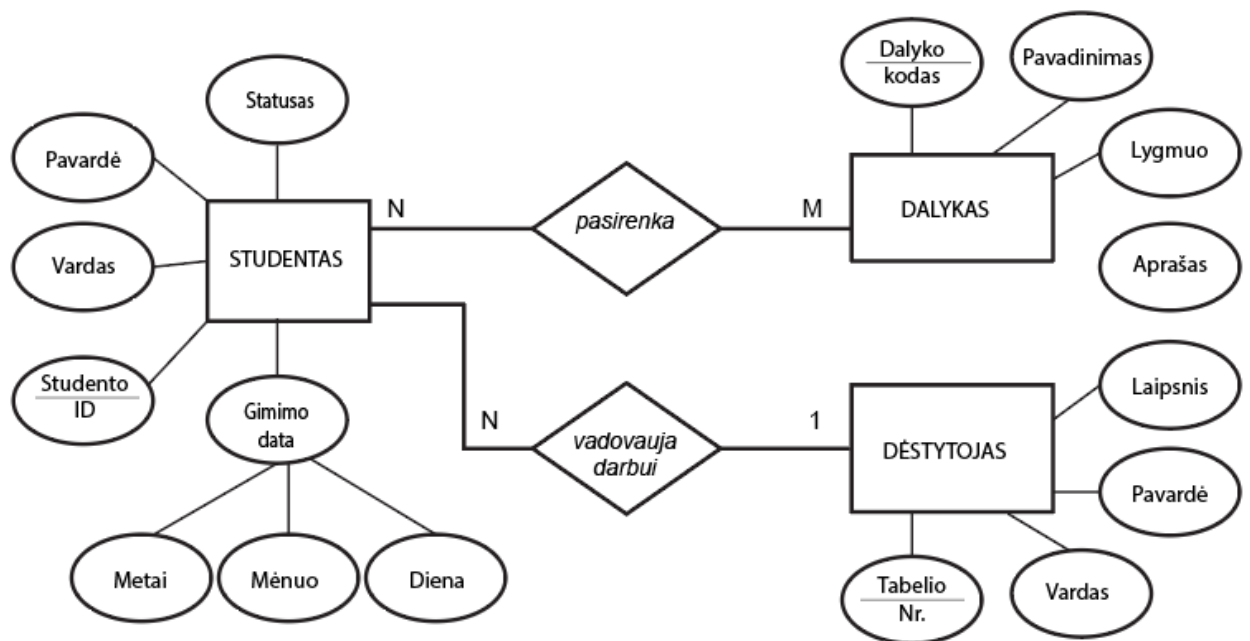 Dalyko
kodas
Pavadinimas
Statusas
Pavardė
Lygmuo
N
pasirenka
M
DALYKAS
Vardas
STUDENTAS
Aprašas
Studento
ID
Gimimo
data
Laipsnis
N
vadovauja
darbui
1
DĖSTYTOJAS
Pavardė
Metai
Mėnuo
Diena
Tabelio
Nr.
Vardas